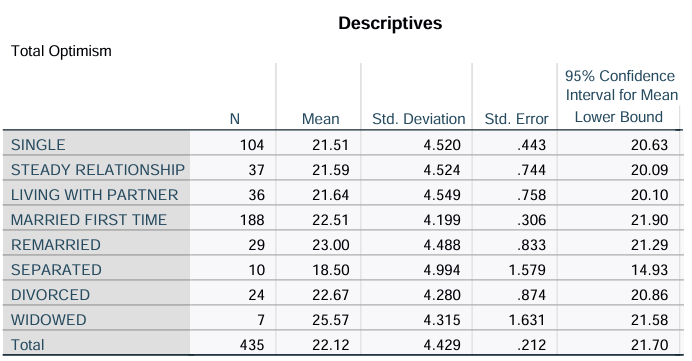 Descriptives
Total Optimism
95% Confidence
Interval for Mean
N Mean Std. Deviation Std. Error Lower Bound
SINGLE 104 21.51 4.520 .443 20.63
STEADY RELATIONSHIP 37 21.59 4.524 .744 20.09
LIVING WITH PARTNER 36 21.64 4.549 .758 20.10
MARRIED FIRST TIME 188 22.51 4.199 .306 21.90
REMARRIED 29 23.00 4.488 .833 21.29
SEPARATED 10 18.50 4.994 1.579 14.93
DIVORCED 24 22.67 4.280 .874 20.86
WIDOWED 7 25.57 4.315 1.631 21.58
Total 435 22.12 4.429 .212 21.70